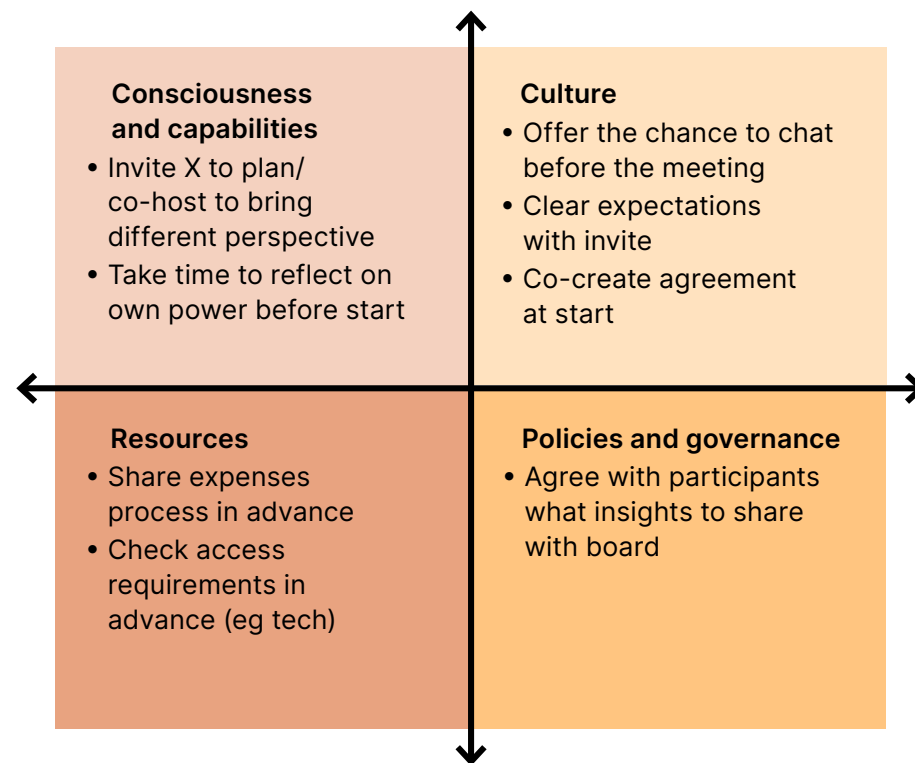 Consciousness
and capabilities
• Invite X to plan/
co-host to bring
different perspective
• Take time to reflect on
own power before start
Culture
• Offer the chance to chat
before the meeting
• Clear expectations
with invite
• Co-create agreement
at start
Resources
• Share expenses
process in advance
• Check access
requirements in
advance (eg tech)
Policies and governance
• Agree with participants
what insights to share
with board